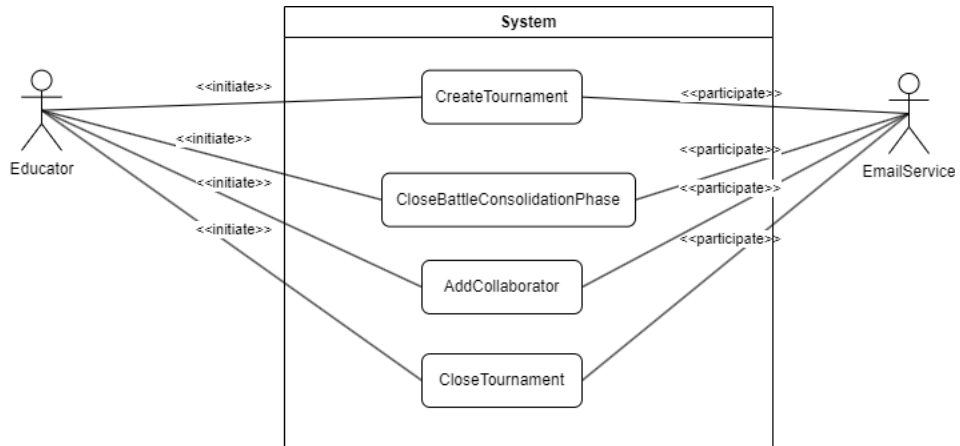 System
<<initiate>>
CreateTournament
<<participate>>
<<initiate>>
<<participate>>
Educator
EmailService
<<initiate>>
CloseBattleConsolidationPhase
<<participate>>
<<initiate>>
<<participate>>
AddCollaborator
CloseTournament